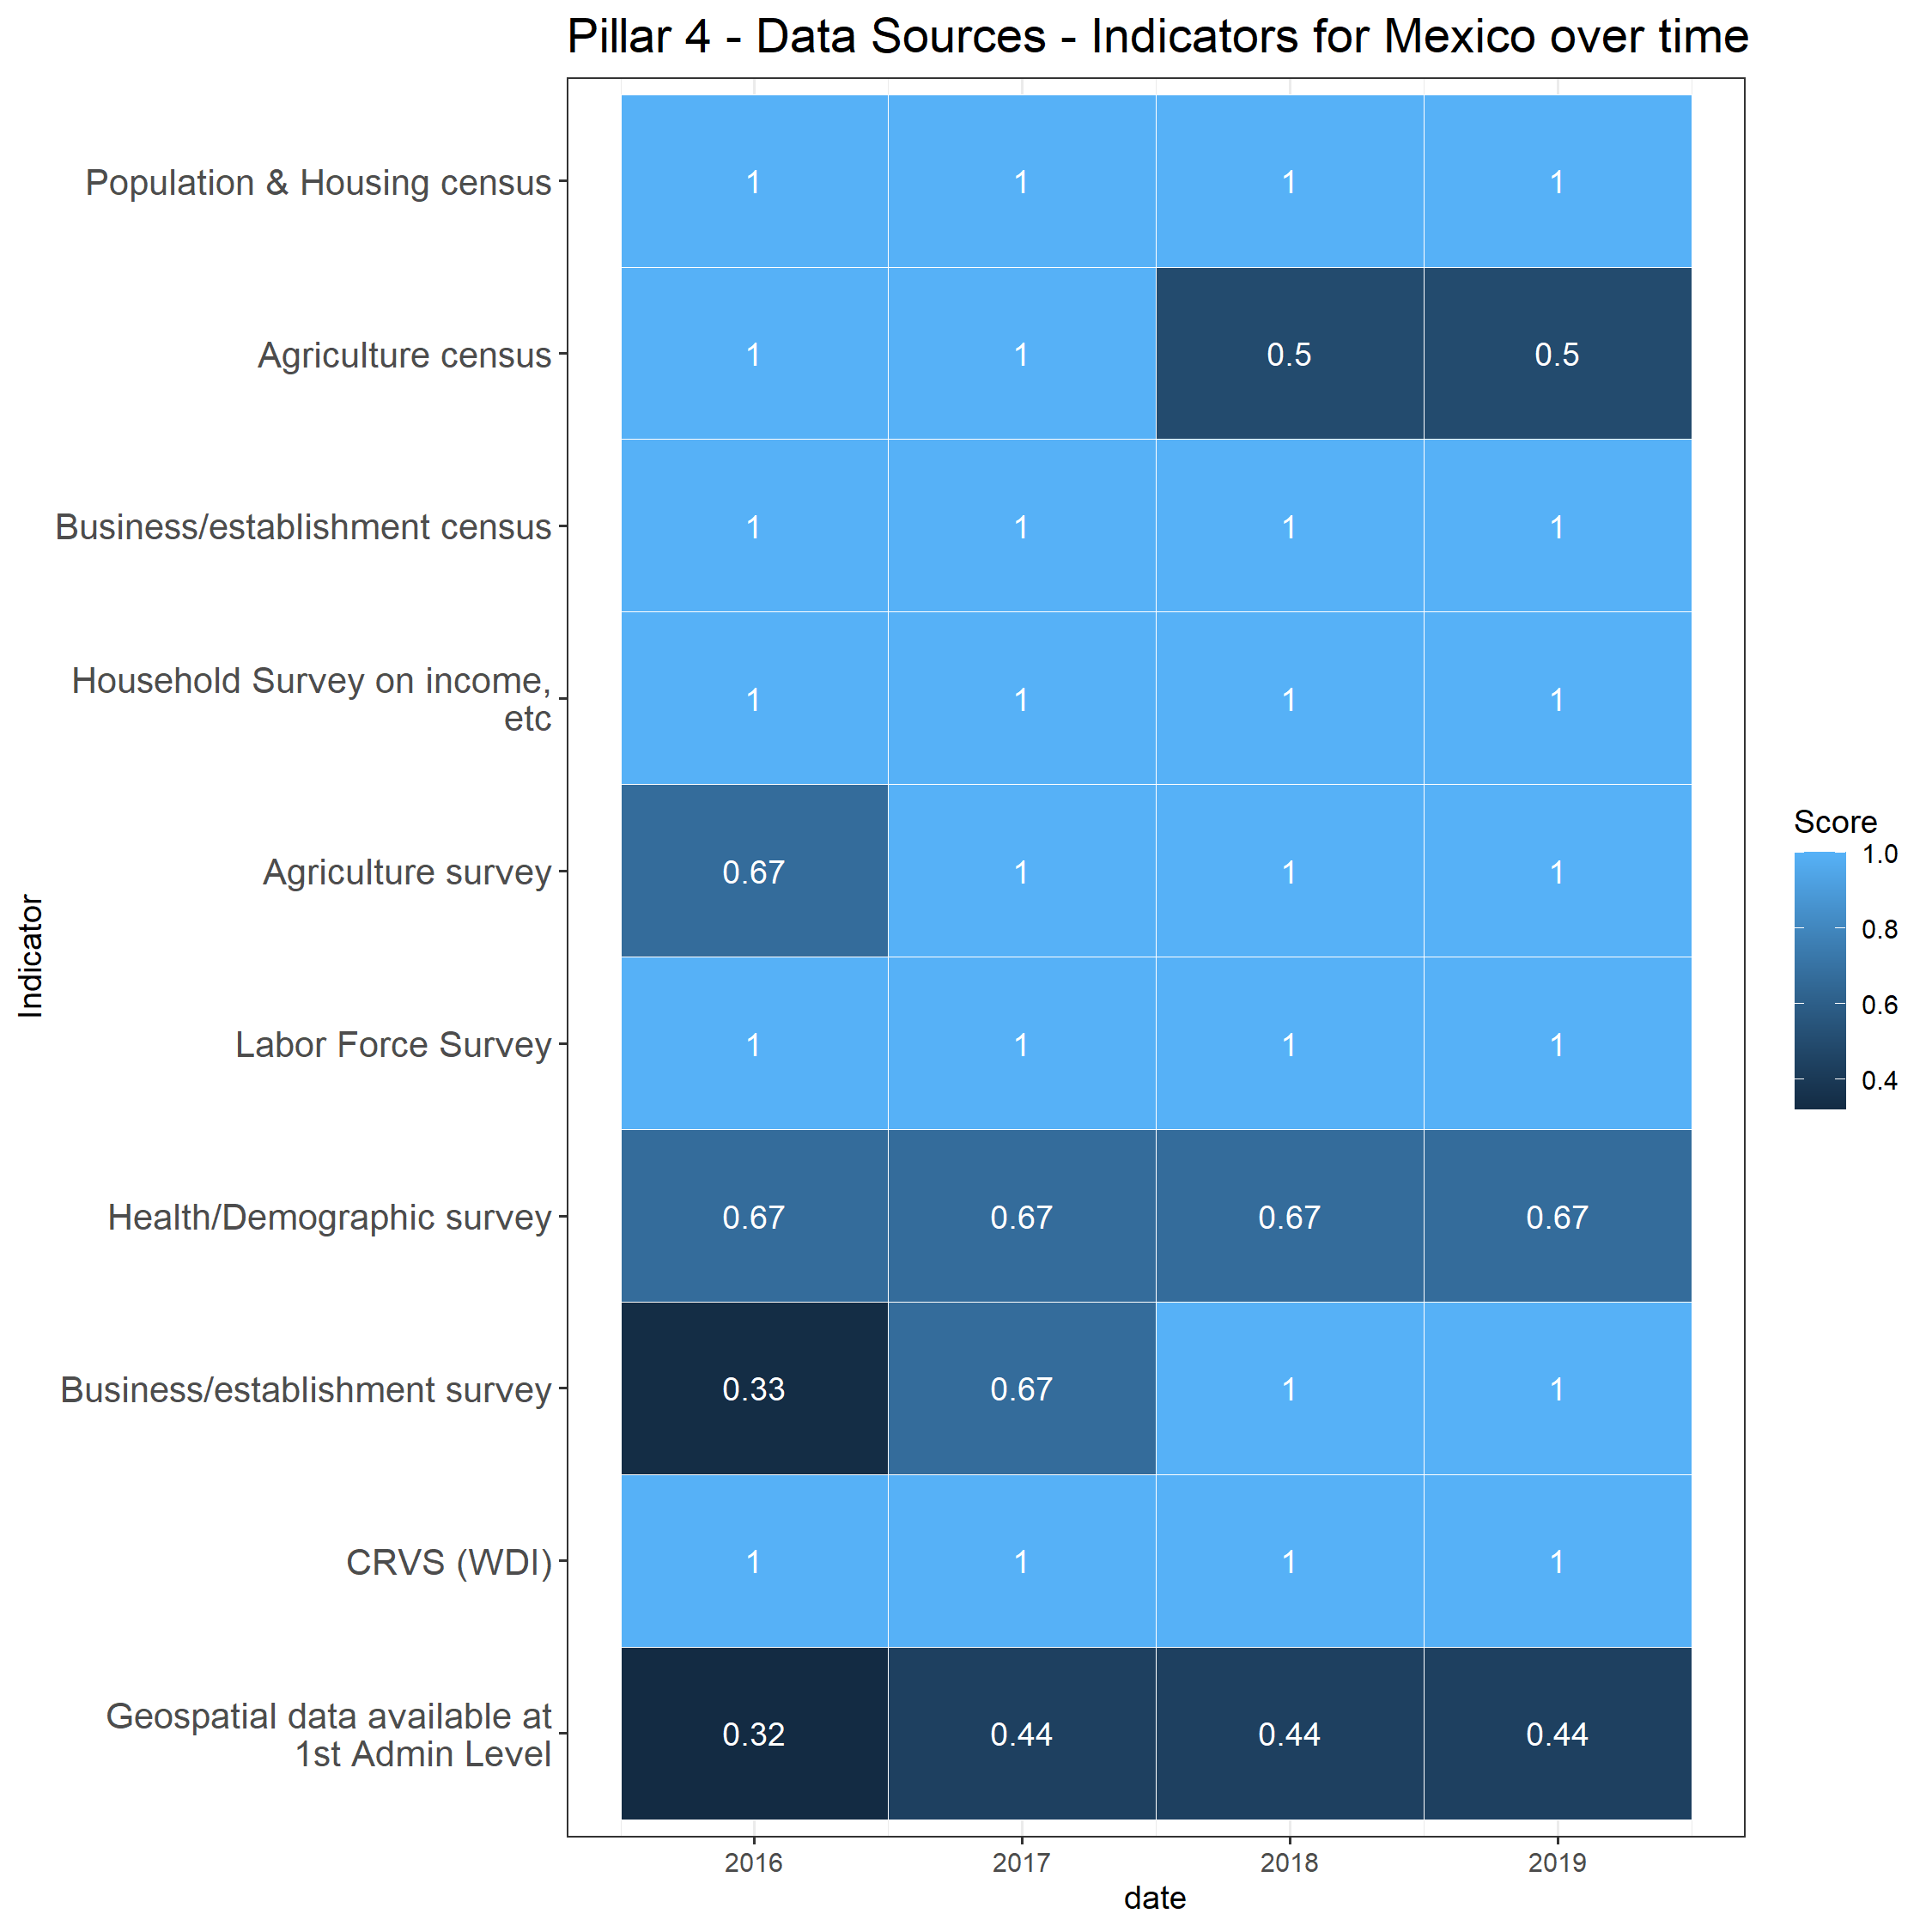 Pillar 4 - Data Sources - Indicators for Mexico over time
Indicator
Population & Housing census
1 1 1 1
Agriculture census
1 1 0.5 0.5
Business/establishment census
1 1 1 1
Household Survey on income,
etc
1 1 1 1
Agriculture survey
0.67 1 1 1
Labor Force Survey
1 1 1 1
Health/Demographic survey
0.67 0.67 0.67 0.67
Business/establishment survey
0.33 0.67 1 1
CRVS (WDI)
1 1 1 1
Geospatial data available at
1st Admin Level
0.32 0.44 0.44 0.44
2016 2017 2018 2019
date
Score
1.0
0.8
0.6
0.4